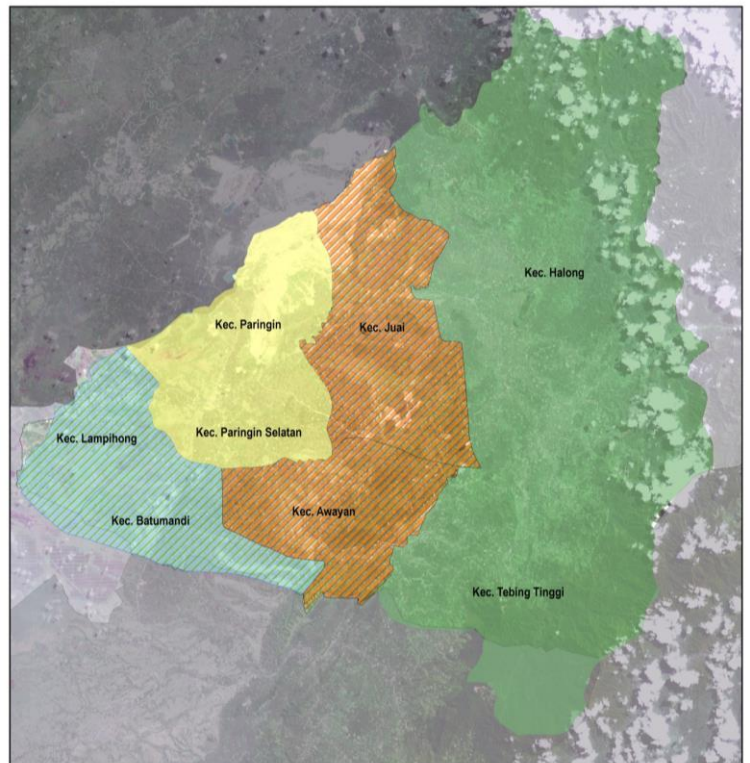 Kec. Halong
Kec. Paringin
Kec. Juai
Kec. Paringin Selatan
Kec. Lampihong
Kec. Awayan
Kec. Batumandi
Kec. Tebing Tinggi